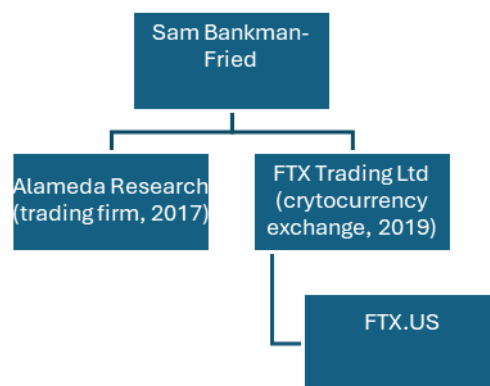 Sam Bankman-
Fried
Alameda Research
(trading firm, 2017)
FTX Trading Ltd
(crytocurrency
exchange, 2019)
FTX.US